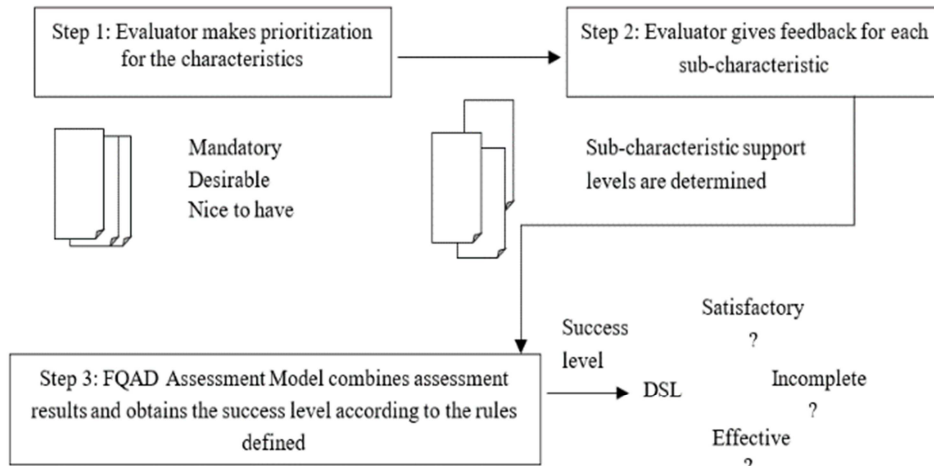 Step 1: Evaluator makes prioritization
for the characteristics
Step 2: Evaluator gives feedback for each
sub-characteristic
Mandatory
Desirable
Nice to have
Sub-characteristic support
levels are determined
Step 3: FQAD Assessment Model combines assessment
results and obtains the success level according to the rules
defined
Success
level
DSL
Satisfactory
?
Incomplete
?
Effective
?